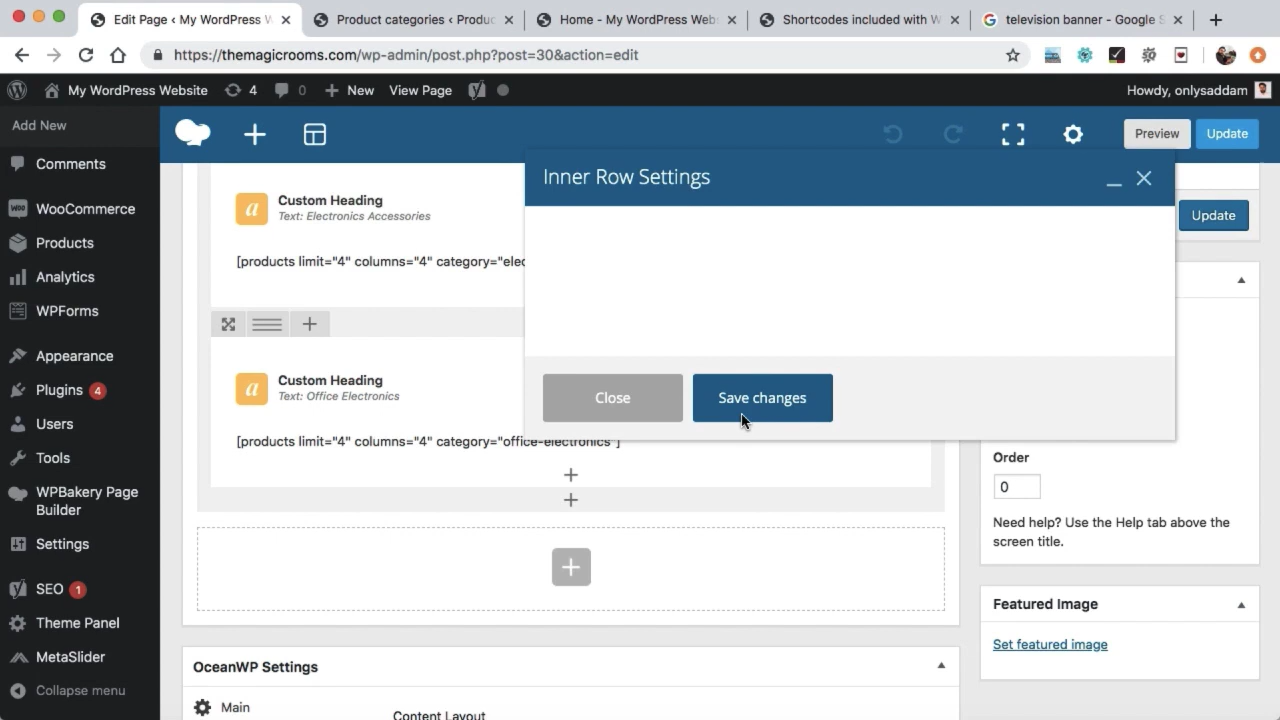 Edit Page ‹ My WordPress W
Product categories ‹ Produc
Home - My WordPress Web
Shortcodes included with W
television banner - Google S
https://themagicrooms.com/wp-admin/post.php?post=30&action=edit
My WordPress Website
4
0
New
View Page
Howdy, onlysaddam
Add New
Comments
WooCommerce
Products
Analytics
WPForms
Appearance
Plugins 4
Users
Tools
WPBakery Page
Builder
Settings
SEO 1
Theme Panel
MetaSlider
Collapse menu
Preview
Update
Inner Row Settings
Close
Save changes
Custom Heading
Text: Electronics Accessories
[products limit="4" columns="4" category="elec
Custom Heading
Text: Office Electronics
[products limit="4" columns="4" category="office-electronics"]
OceanWP Settings
Main
Content Layout
Update
Order
0
Need help? Use the Help tab above the
screen title.
Featured Image
Set featured image